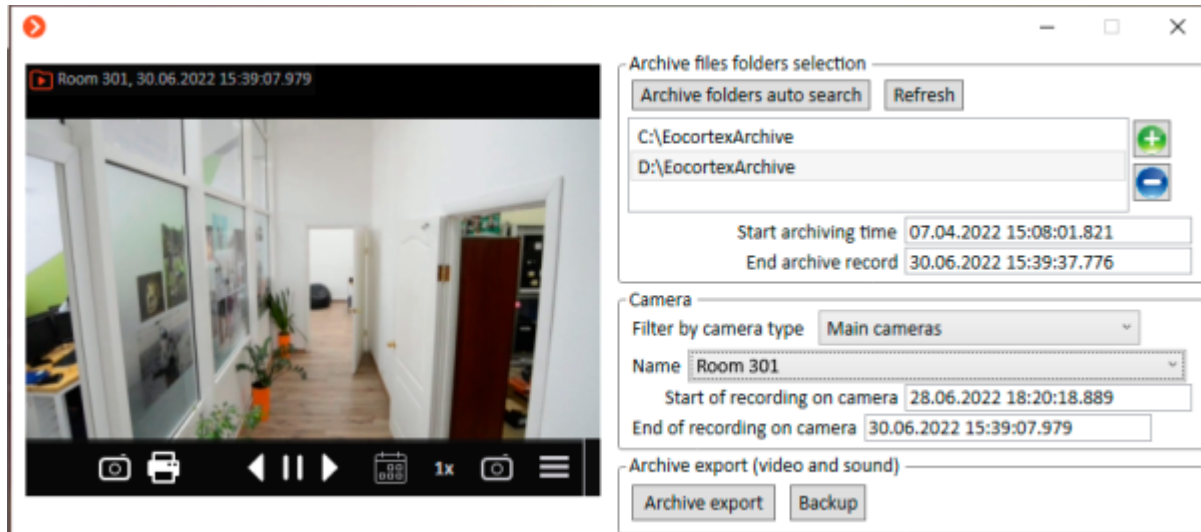 Room 301, 30.06.2022 15:39:07.979
1x
Archive files folders selection
Archive folders auto search Refresh
C:\EocortexArchive
D:\EocortexArchive
Start archiving time 07.04.2022 15:08:01.821
End archive record 30.06.2022 15:39:37.776
Camera
Filter by camera type Main cameras
Name Room 301
Start of recording on camera 28.06.2022 18:20:18.889
End of recording on camera 30.06.2022 15:39:07.979
Archive export (video and sound)
Archive export Backup